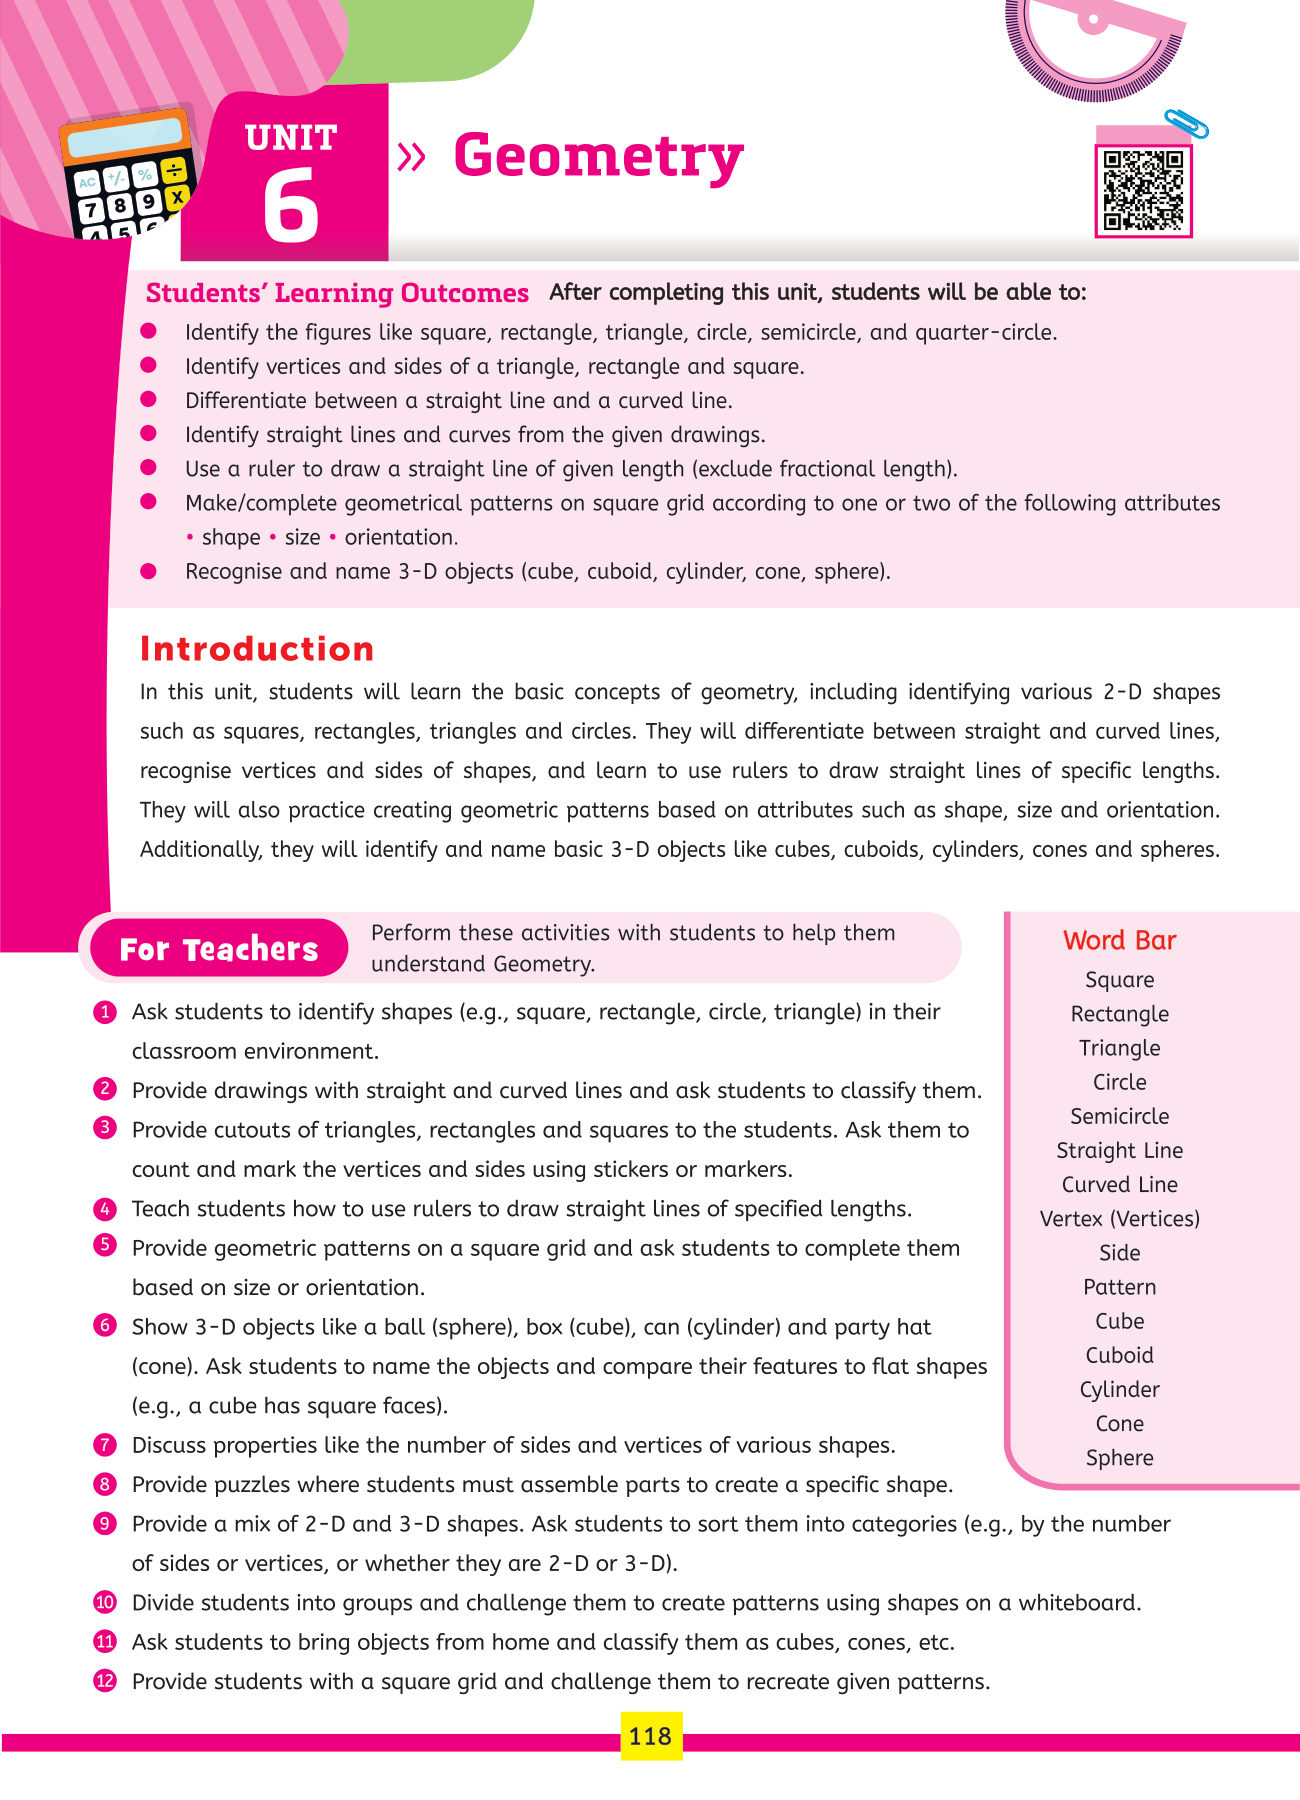 AC +/- % ÷
7 8 9 X
4 5 6
UNIT
6
» Geometry
Students' Learning Outcomes After completing this unit, students will be able to:
● Identify the figures like square, rectangle, triangle, circle, semicircle, and quarter-circle.
● Identify vertices and sides of a triangle, rectangle and square.
● Differentiate between a straight line and a curved line.
● Identify straight lines and curves from the given drawings.
● Use a ruler to draw a straight line of given length (exclude fractional length).
● Make/complete geometrical patterns on square grid according to one or two of the following attributes
• shape • size • orientation.
● Recognise and name 3-D objects (cube, cuboid, cylinder, cone, sphere).
Introduction
In this unit, students will learn the basic concepts of geometry, including identifying various 2-D shapes
such as squares, rectangles, triangles and circles. They will differentiate between straight and curved lines,
recognise vertices and sides of shapes, and learn to use rulers to draw straight lines of specific lengths.
They will also practice creating geometric patterns based on attributes such as shape, size and orientation.
Additionally, they will identify and name basic 3-D objects like cubes, cuboids, cylinders, cones and spheres.
For Teachers
Perform these activities with students to help them
understand Geometry.
1 Ask students to identify shapes (e.g., square, rectangle, circle, triangle) in their
classroom environment.
2 Provide drawings with straight and curved lines and ask students to classify them.
3 Provide cutouts of triangles, rectangles and squares to the students. Ask them to
count and mark the vertices and sides using stickers or markers.
4 Teach students how to use rulers to draw straight lines of specified lengths.
5 Provide geometric patterns on a square grid and ask students to complete them
based on size or orientation.
6 Show 3-D objects like a ball (sphere), box (cube), can (cylinder) and party hat
(cone). Ask students to name the objects and compare their features to flat shapes
(e.g., a cube has square faces).
7 Discuss properties like the number of sides and vertices of various shapes.
8 Provide puzzles where students must assemble parts to create a specific shape.
9 Provide a mix of 2-D and 3-D shapes. Ask students to sort them into categories (e.g., by the number
of sides or vertices, or whether they are 2-D or 3-D).
10 Divide students into groups and challenge them to create patterns using shapes on a whiteboard.
11 Ask students to bring objects from home and classify them as cubes, cones, etc.
12 Provide students with a square grid and challenge them to recreate given patterns.
Word Bar
Square
Rectangle
Triangle
Circle
Semicircle
Straight Line
Curved Line
Vertex (Vertices)
Side
Pattern
Cube
Cuboid
Cylinder
Cone
Sphere
118